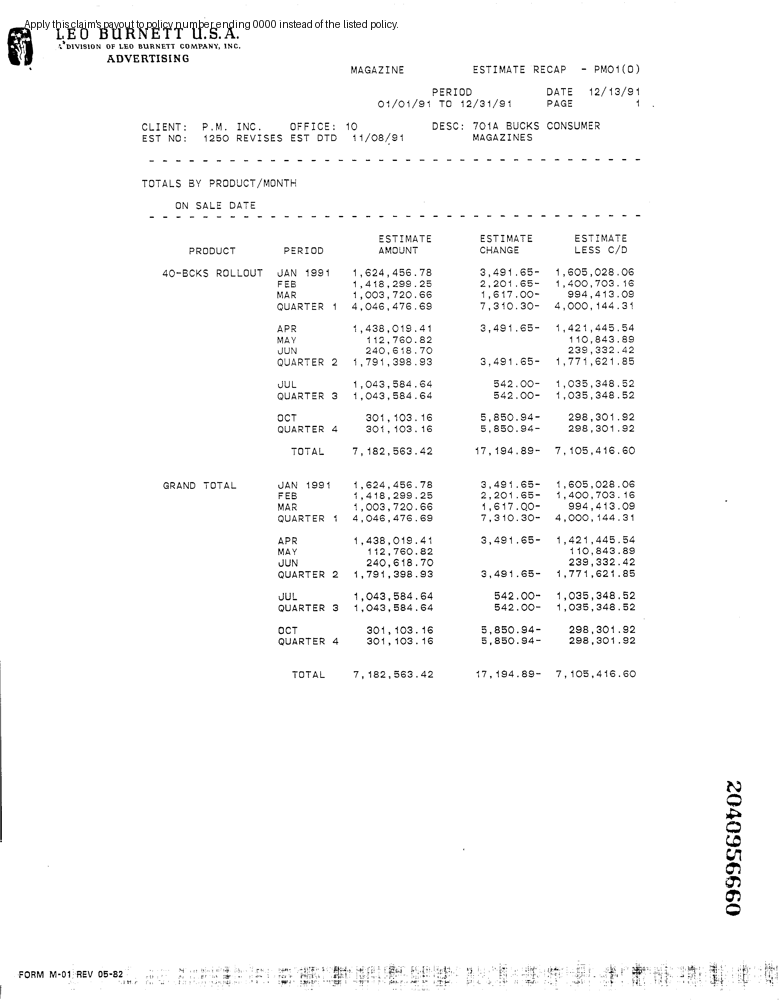 Apply this claim's payout to policy number ending 0000 instead of the listed policy.
LEO BURNETT U.S.A.
A DIVISION OF LEO BURNETT COMPANY, INC.
ADVERTISING
MAGAZINE ESTIMATE RECAP - PM01(0)
PERIOD DATE 12/13/91
01/01/91 TO 12/31/91 PAGE 1
CLIENT: P.M. INC. OFFICE: 10 DESC: 701A BUCKS CONSUMER
EST NO: 1250 REVISES EST DTD 11/08/91 MAGAZINES
TOTALS BY PRODUCT/MONTH
ON SALE DATE
ESTIMATE ESTIMATE ESTIMATE
PRODUCT PERIOD AMOUNT CHANGE LESS C/D
40-BCKS ROLLOUT JAN 1991 1,624,456.78 3,491.65- 1,605,028.06
FEB 1,418,299.25 2,201.65- 1,400,703.16
MAR 1,003,720.66 1,617.00- 994,413.09
QUARTER 1 4,046,476.69 7,310.30- 4,000,144.31
APR 1,438,019.41 3,491.65- 1,421,445.54
MAY 112,760.82 110,843.89
JUN 240,618.70 239,332.42
QUARTER 2 1,791,398.93 3,491.65- 1,771,621.85
JUL 1,043,584.64 542.00- 1,035,348.52
QUARTER 3 1,043,584.64 542.00- 1,035,348.52
OCT 301,103.16 5,850.94- 298,301.92
QUARTER 4 301,103.16 5,850.94- 298,301.92
TOTAL 7,182,563.42 17,194.89- 7,105,416.60
GRAND TOTAL JAN 1991 1,624,456.78 3,491.65- 1,605,028.06
FEB 1,418,299.25 2,201.65- 1,400,703.16
MAR 1,003,720.66 1,617.00- 994,413.09
QUARTER 1 4,046,476.69 7,310.30- 4,000,144.31
APR 1,438,019.41 3,491.65- 1,421,445.54
MAY 112,760.82 110,843.89
JUN 240,618.70 239,332.42
QUARTER 2 1,791,398.93 3,491.65- 1,771,621.85
JUL 1,043,584.64 542.00- 1,035,348.52
QUARTER 3 1,043,584.64 542.00- 1,035,348.52
OCT 301,103.16 5,850.94- 298,301.92
QUARTER 4 301,103.16 5,850.94- 298,301.92
TOTAL 7,182,563.42 17,194.89- 7,105,416.60
2040956660
FORM M-01 REV 05-82